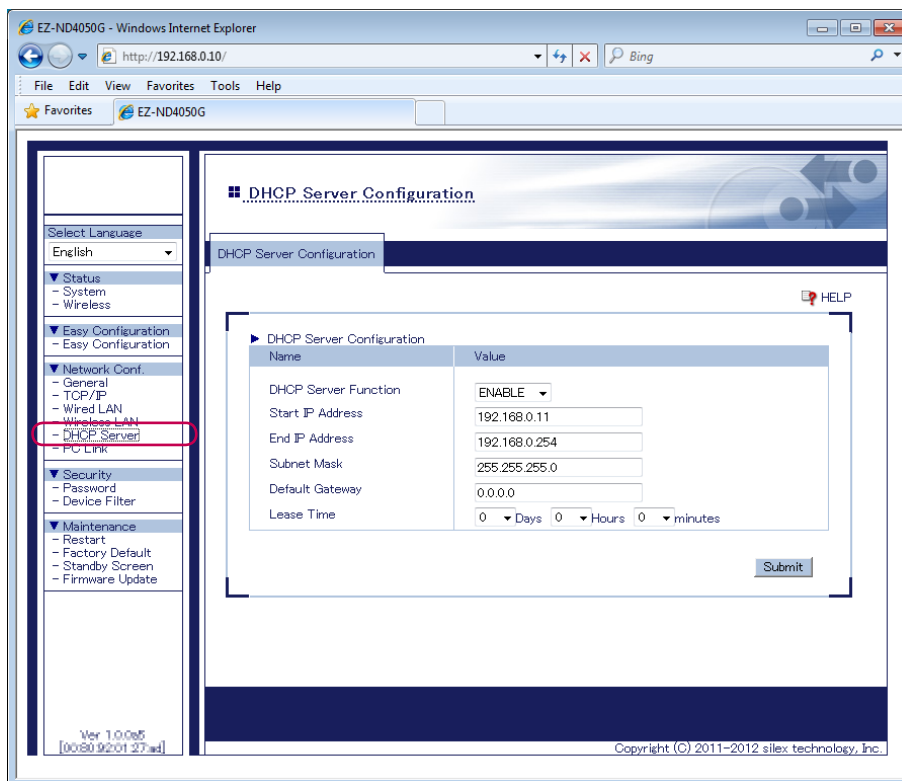 EZ-ND4050G - Windows Internet Explorer
http://192.168.0.10/
Bing
File Edit View Favorites Tools Help
Favorites
EZ-ND4050G
DHCP Server Configuration
Select Language
English
DHCP Server Configuration
▼ Status
- System
- Wireless
HELP
▼ Easy Configuration
- Easy Configuration
▼ Network Conf.
- General
- TCP/IP
- Wired LAN
- Wireless LAN
- DHCP Server
- PC Link
▼ Security
- Password
- Device Filter
▼ Maintenance
- Restart
- Factory Default
- Standby Screen
- Firmware Update
▶ DHCP Server Configuration
Name Value
DHCP Server Function ENABLE
Start IP Address 192.168.0.11
End IP Address 192.168.0.254
Subnet Mask 255.255.255.0
Default Gateway 0.0.0.0
Lease Time 0 Days 0 Hours 0 minutes
Submit
Ver 1.0.0a5
[00:80:92:01:27:ad]
Copyright (C) 2011-2012 silex technology, Inc.